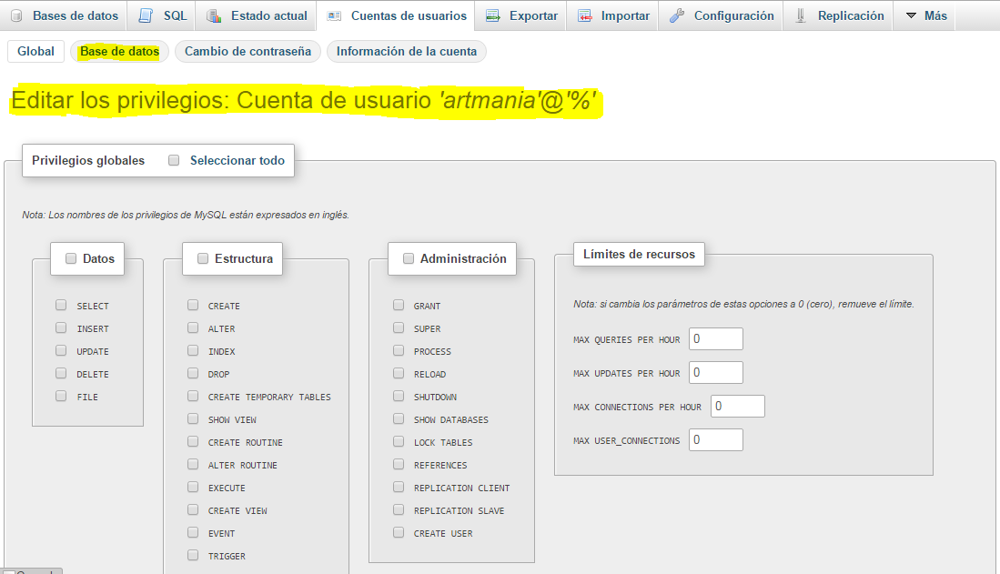 Bases de datos SQL Estado actual Cuentas de usuarios Exportar Importar Configuración Replicación Más
Global Base de datos Cambio de contraseña Información de la cuenta
Editar los privilegios: Cuenta de usuario 'artmania'@'%'
Privilegios globales Seleccionar todo
Nota: Los nombres de los privilegios de MySQL están expresados en inglés.
Datos
SELECT
INSERT
UPDATE
DELETE
FILE
Estructura
CREATE
ALTER
INDEX
DROP
CREATE TEMPORARY TABLES
SHOW VIEW
CREATE ROUTINE
ALTER ROUTINE
EXECUTE
CREATE VIEW
EVENT
TRIGGER
Administración
GRANT
SUPER
PROCESS
RELOAD
SHUTDOWN
SHOW DATABASES
LOCK TABLES
REFERENCES
REPLICATION CLIENT
REPLICATION SLAVE
CREATE USER
Límites de recursos
Nota: si cambia los parámetros de estas opciones a 0 (cero), remueve el límite.
MAX QUERIES PER HOUR 0
MAX UPDATES PER HOUR 0
MAX CONNECTIONS PER HOUR 0
MAX USER_CONNECTIONS 0